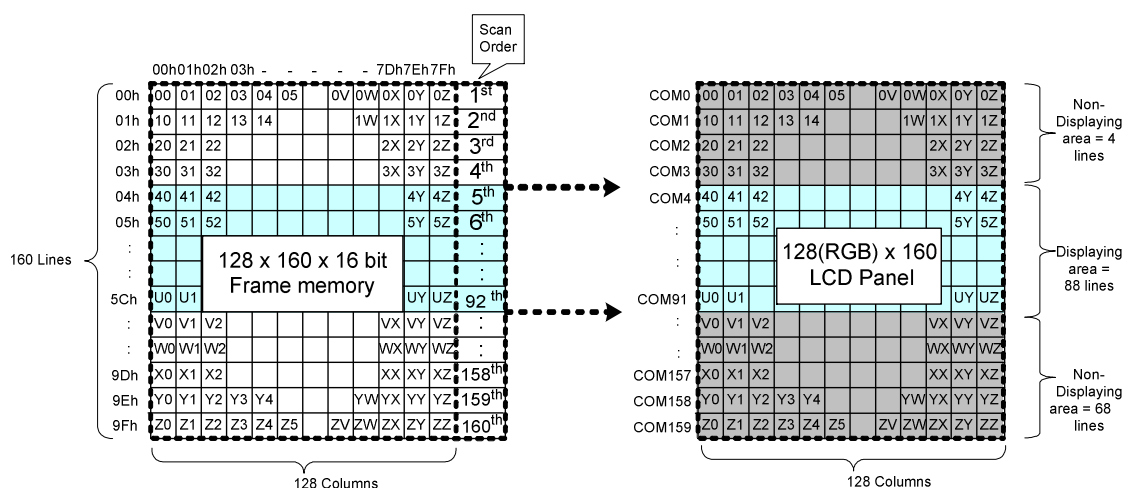 Scan
Order
00h 01h 02h 03h - - - - - 7Dh 7Eh 7Fh
00h 00 01 02 03 04 05 0V 0W 0X 0Y 0Z 1st
01h 10 11 12 13 14 1W 1X 1Y 1Z 2nd
02h 20 21 22 2X 2Y 2Z 3rd
03h 30 31 32 3X 3Y 3Z 4th
04h 40 41 42 4Y 4Z 5th
05h 50 51 52 5Y 5Z 6th
: :
: :
5Ch U0 U1 UY UZ 92 th
: V0 V1 V2 VX VY VZ :
: W0 W1 W2 WX WY WZ :
9Dh X0 X1 X2 XX XY XZ 158th
9Eh Y0 Y1 Y2 Y3 Y4 YW YX YY YZ 159th
9Fh Z0 Z1 Z2 Z3 Z4 Z5 ZV ZW ZX ZY ZZ 160th
160 Lines
128 x 160 x 16 bit
Frame memory
128 Columns
COM0 00 01 02 03 04 05 0V 0W 0X 0Y 0Z
COM1 10 11 12 13 14 1W 1X 1Y 1Z
COM2 20 21 22 2X 2Y 2Z
COM3 30 31 32 3X 3Y 3Z
COM4 40 41 42 4Y 4Z
: 50 51 52 5Y 5Z
:
COM91 U0 U1 UY UZ
: V0 V1 V2 VX VY VZ
: W0 W1 W2 WX WY WZ
COM157 X0 X1 X2 XX XY XZ
COM158 Y0 Y1 Y2 Y3 Y4 YW YX YY YZ
COM159 Z0 Z1 Z2 Z3 Z4 Z5 ZV ZW ZX ZY ZZ
128(RGB) x 160
LCD Panel
128 Columns
Non-
Displaying
area = 4
lines
Displaying
area =
88 lines
Non-
Displaying
area = 68
lines